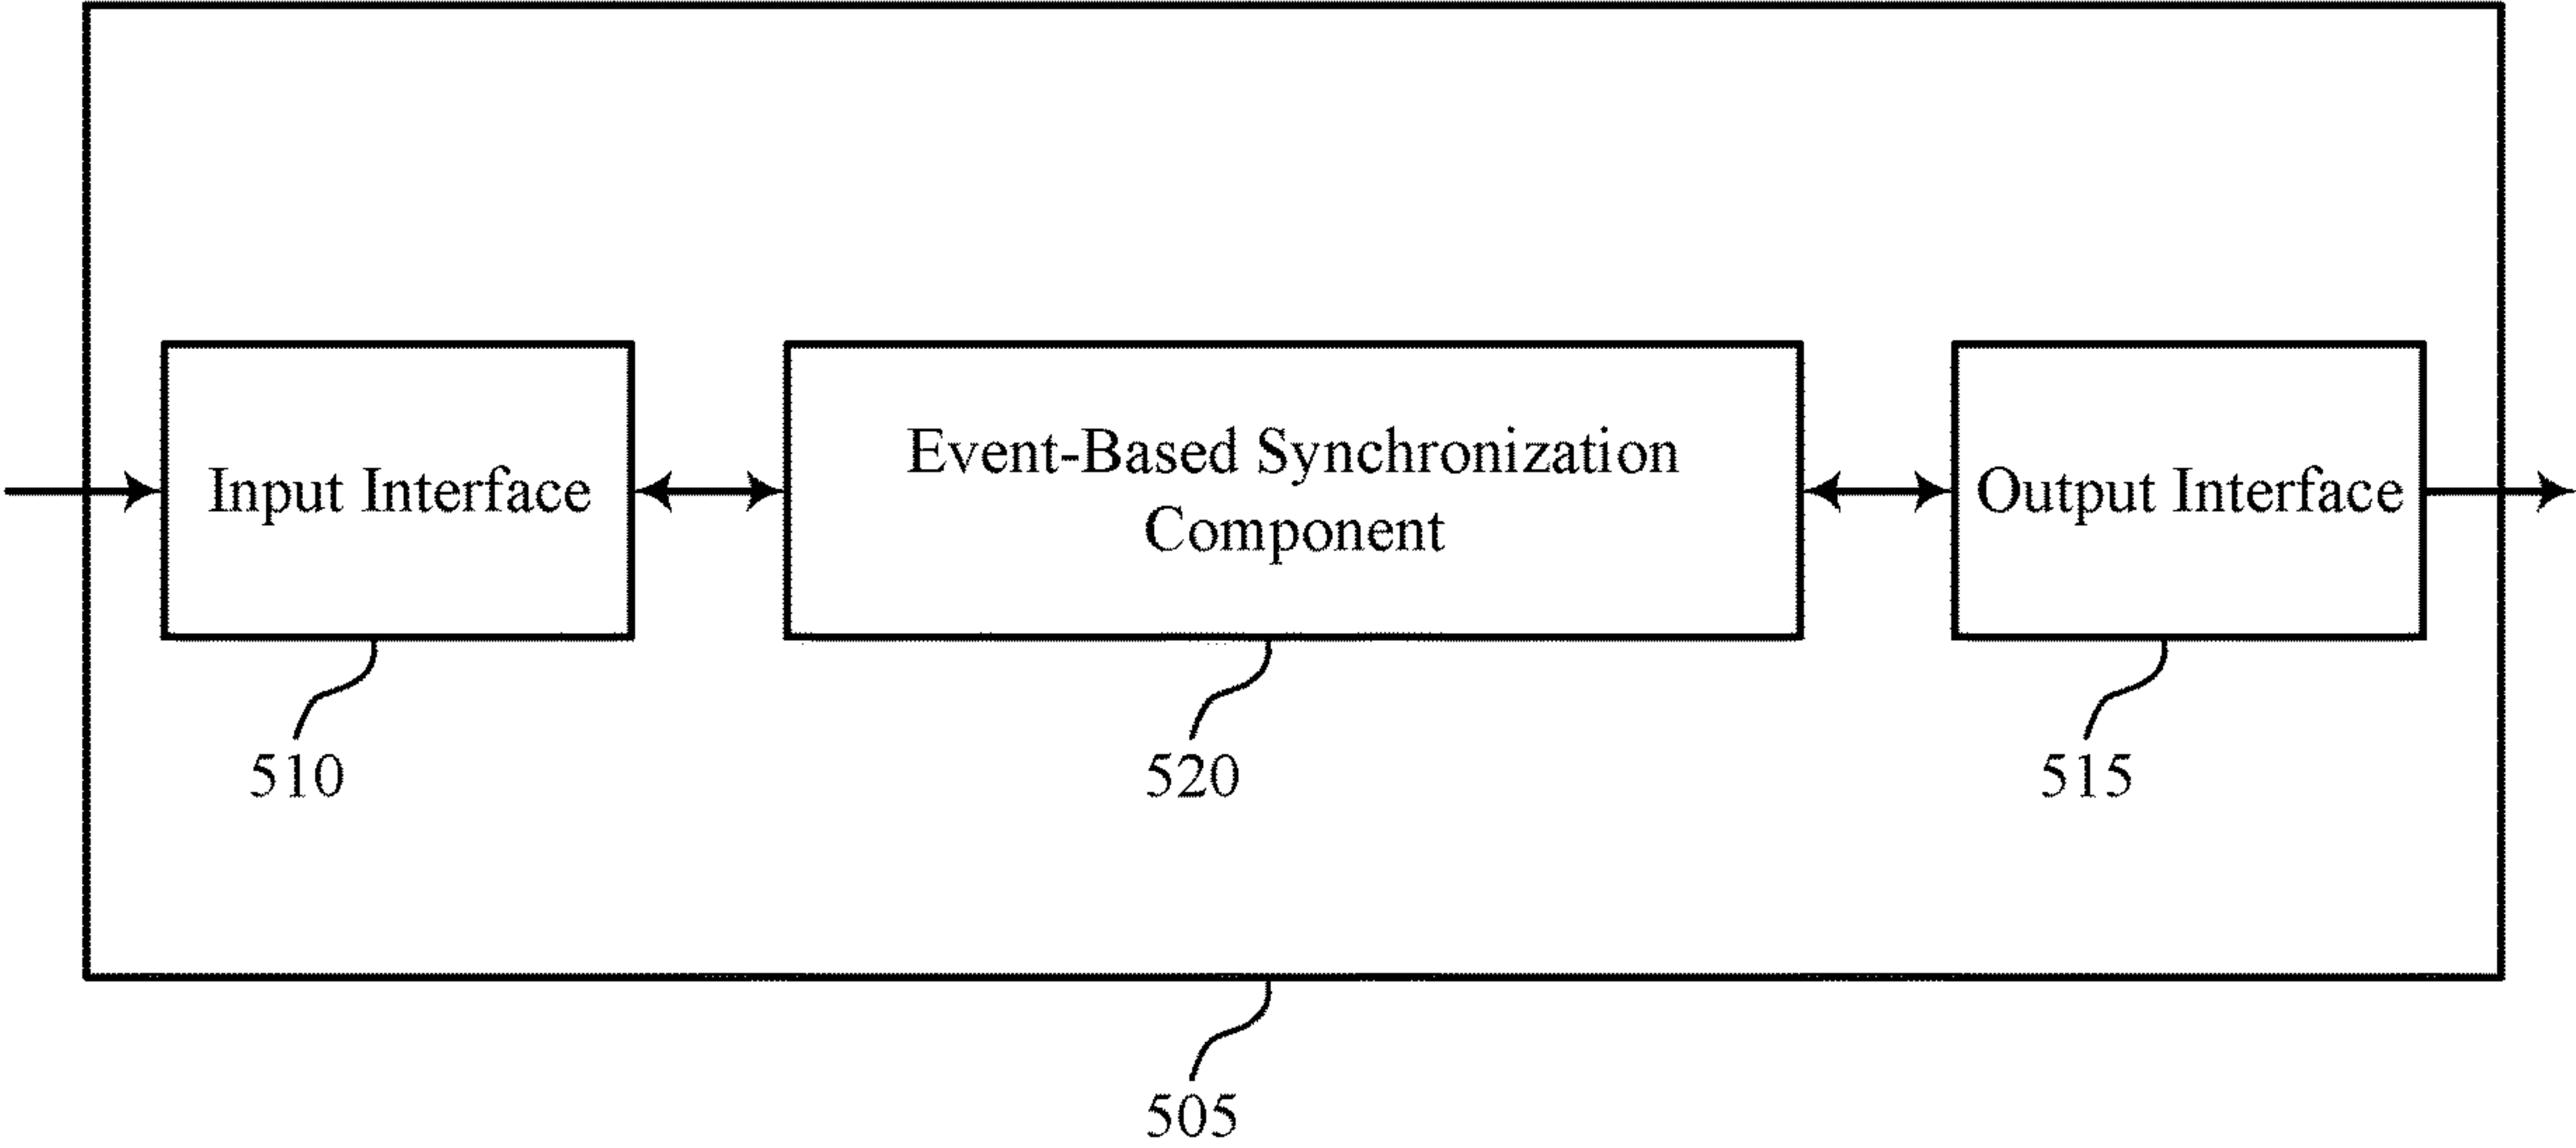 Input Interface
Event-Based Synchronization
Component
Output Interface
510
520
515
505